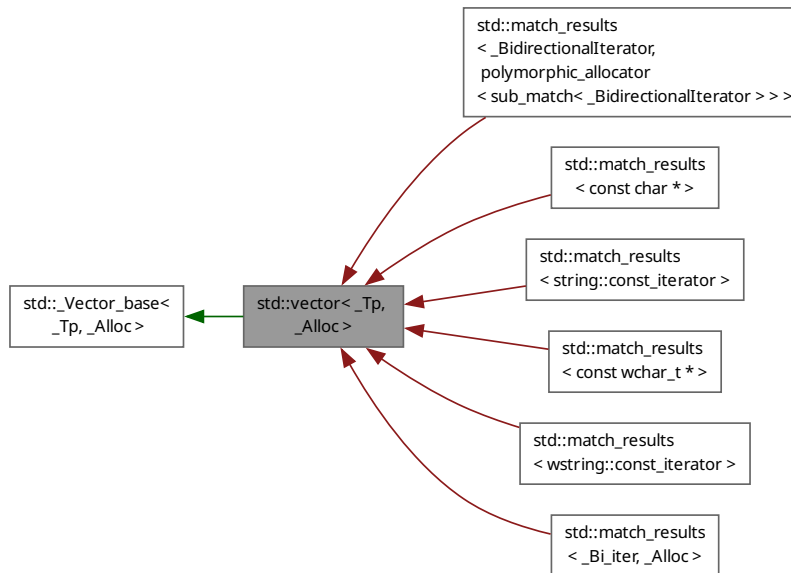 std::match_results
< _BidirectionalIterator,
polymorphic_allocator
< sub_match< _BidirectionalIterator > > >
std::match_results
< const char * >
std::match_results
< string::const_iterator >
std::_Vector_base<
_Tp, _Alloc >
std::vector< _Tp,
_Alloc >
std::match_results
< const wchar_t * >
std::match_results
< wstring::const_iterator >
std::match_results
< _Bi_iter, _Alloc >